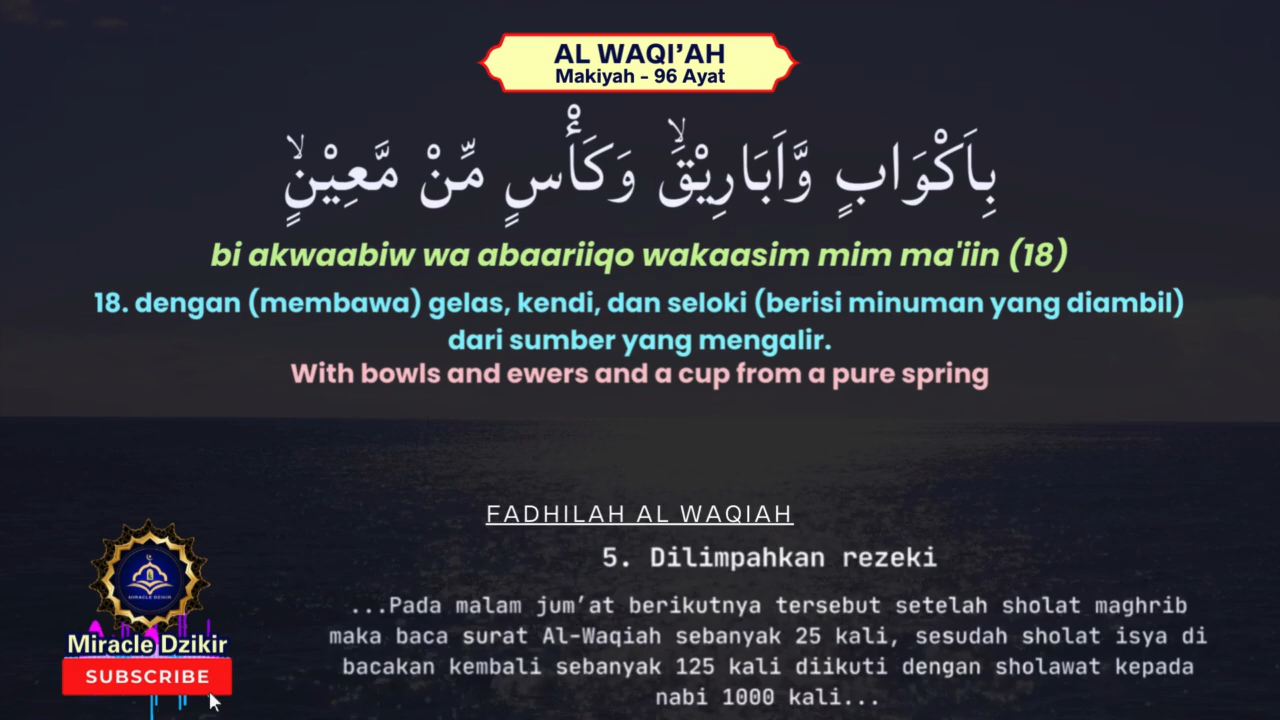 AL WAQI’AH
Makiyah - 96 Ayat
بِاَكْوَابٍ وَّاَبَارِيْقَۙ وَكَأْسٍ مِّنْ مَّعِيْنٍۙ
bi akwaabiw wa abaariiqo wakaasim mim ma'iin (18)
18. dengan (membawa) gelas, kendi, dan seloki (berisi minuman yang diambil)
dari sumber yang mengalir.
With bowls and ewers and a cup from a pure spring
FADHILAH AL WAQIAH
5. Dilimpahkan rezeki
...Pada malam jum’at berikutnya tersebut setelah sholat maghrib
maka baca surat Al-Waqiah sebanyak 25 kali, sesudah sholat isya di
bacakan kembali sebanyak 125 kali diikuti dengan sholawat kepada
nabi 1000 kali...
MIRACLE DZIKIR
Miracle Dzikir
SUBSCRIBE